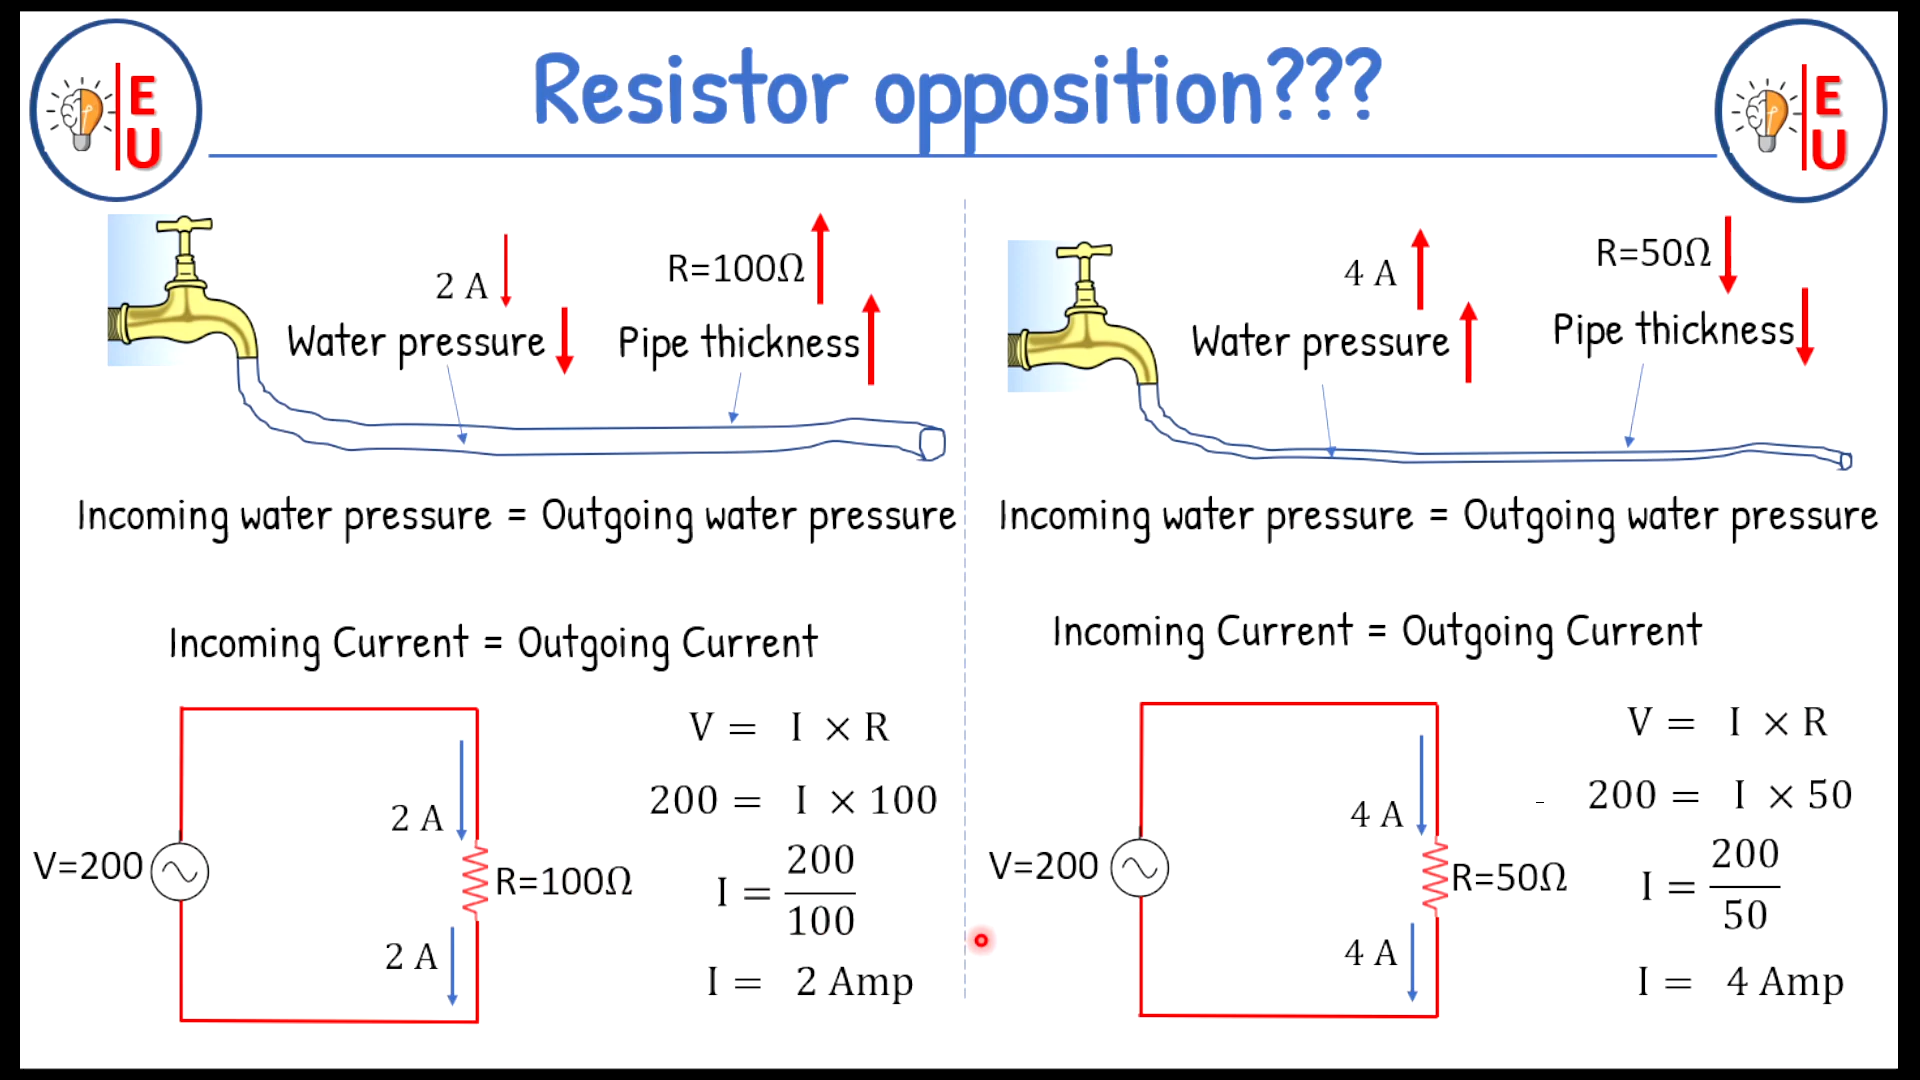 E
U
Resistor opposition???
E
U
2 A
R=100Ω
Water pressure
Pipe thickness
Incoming water pressure = Outgoing water pressure
Incoming Current = Outgoing Current
V=200
2 A
R=100Ω
2 A
V = I × R
200 = I × 100
I = 200/100
I = 2 Amp
4 A
R=50Ω
Water pressure
Pipe thickness
Incoming water pressure = Outgoing water pressure
Incoming Current = Outgoing Current
V=200
4 A
R=50Ω
4 A
V = I × R
200 = I × 50
I = 200/50
I = 4 Amp